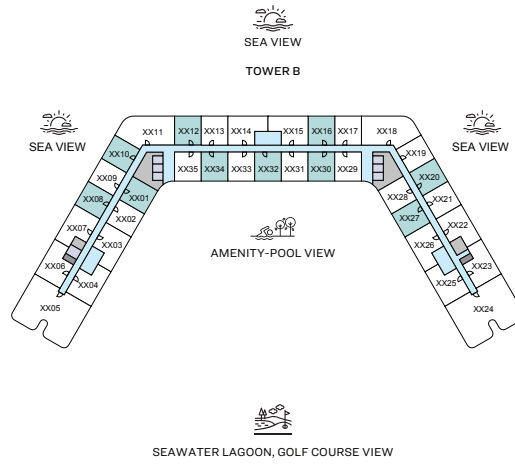 SEA VIEW
TOWER B
SEA VIEW
SEA VIEW
XX11
XX12
XX13
XX14
XX15
XX16
XX17
XX18
XX10
XX09
XX08
XX07
XX06
XX05
XX35
XX34
XX33
XX32
XX31
XX30
XX29
XX01
XX02
XX03
XX04
XX19
XX20
XX21
XX22
XX23
XX24
XX28
XX27
XX26
XX25
AMENITY-POOL VIEW
SEAWATER LAGOON, GOLF COURSE VIEW